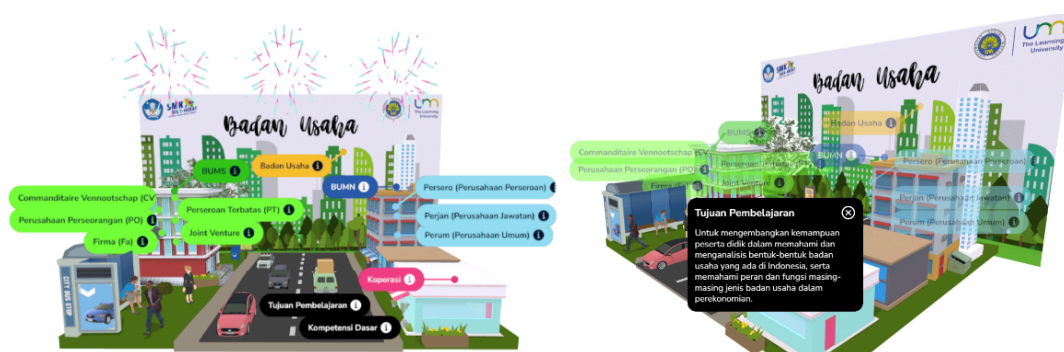 SMK
um
The Learning
University
Badan Usaha
BUMS
Badan Usaha
BUMN
Commanditaire Vennootschap (CV
Perusahaan Perseorangan (PO)
Firma (Fa)
Perseroan Terbatas (PT)
Joint Venture
Persero (Perusahaan Perseroan)
Perjan (Perusahaan Jawatan)
Perum (Perusahaan Umum)
Koperasi
CITY BUS STOP
Tujuan Pembelajaran
Kompetensi Dasar
SMK
um
The Learning
University
Badan Usaha
BUMS
Badan Usaha
BUMN
Commanditaire Vennootschap (CV
Perusahaan Perseorangan (PO)
Firma
Joint Venture
Persero (Perusahaan Perseroan)
Perjan (Perusahaan Jawatan)
Perum (Perusahaan Umum)
Tujuan Pembelajaran
Untuk mengembangkan kemampuan
peserta didik dalam memahami dan
menganalisis bentuk-bentuk badan
usaha yang ada di Indonesia, serta
memahami peran dan fungsi masing-
masing jenis badan usaha dalam
perekonomian.